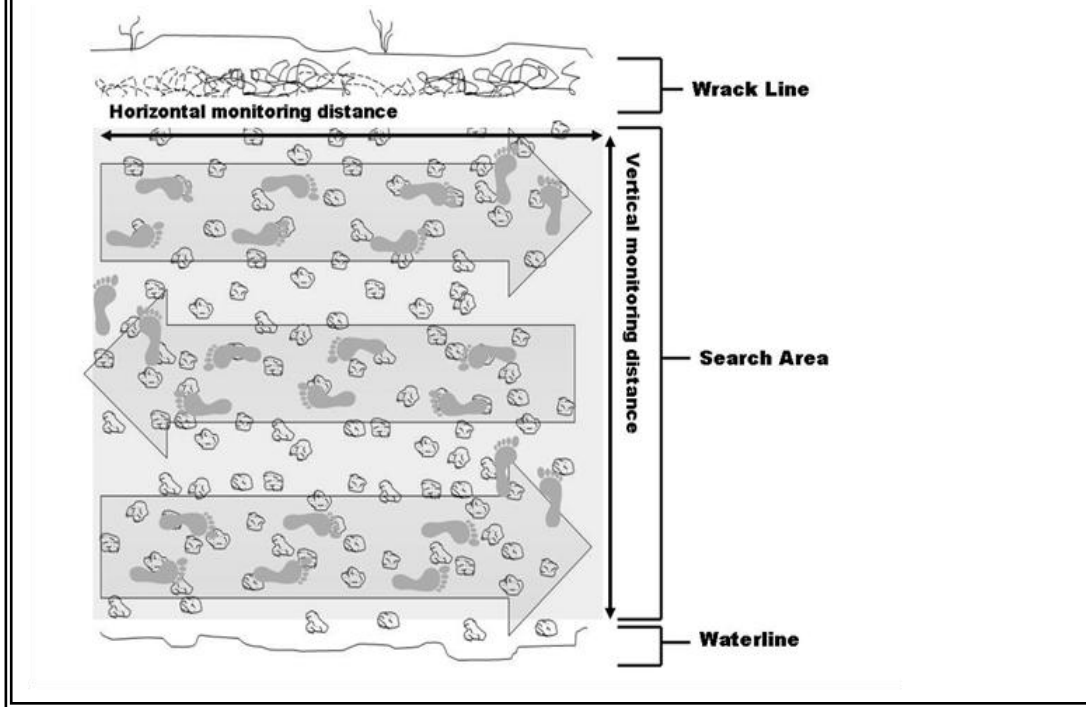 Wrack Line
Horizontal monitoring distance
Vertical monitoring distance
Search Area
Waterline